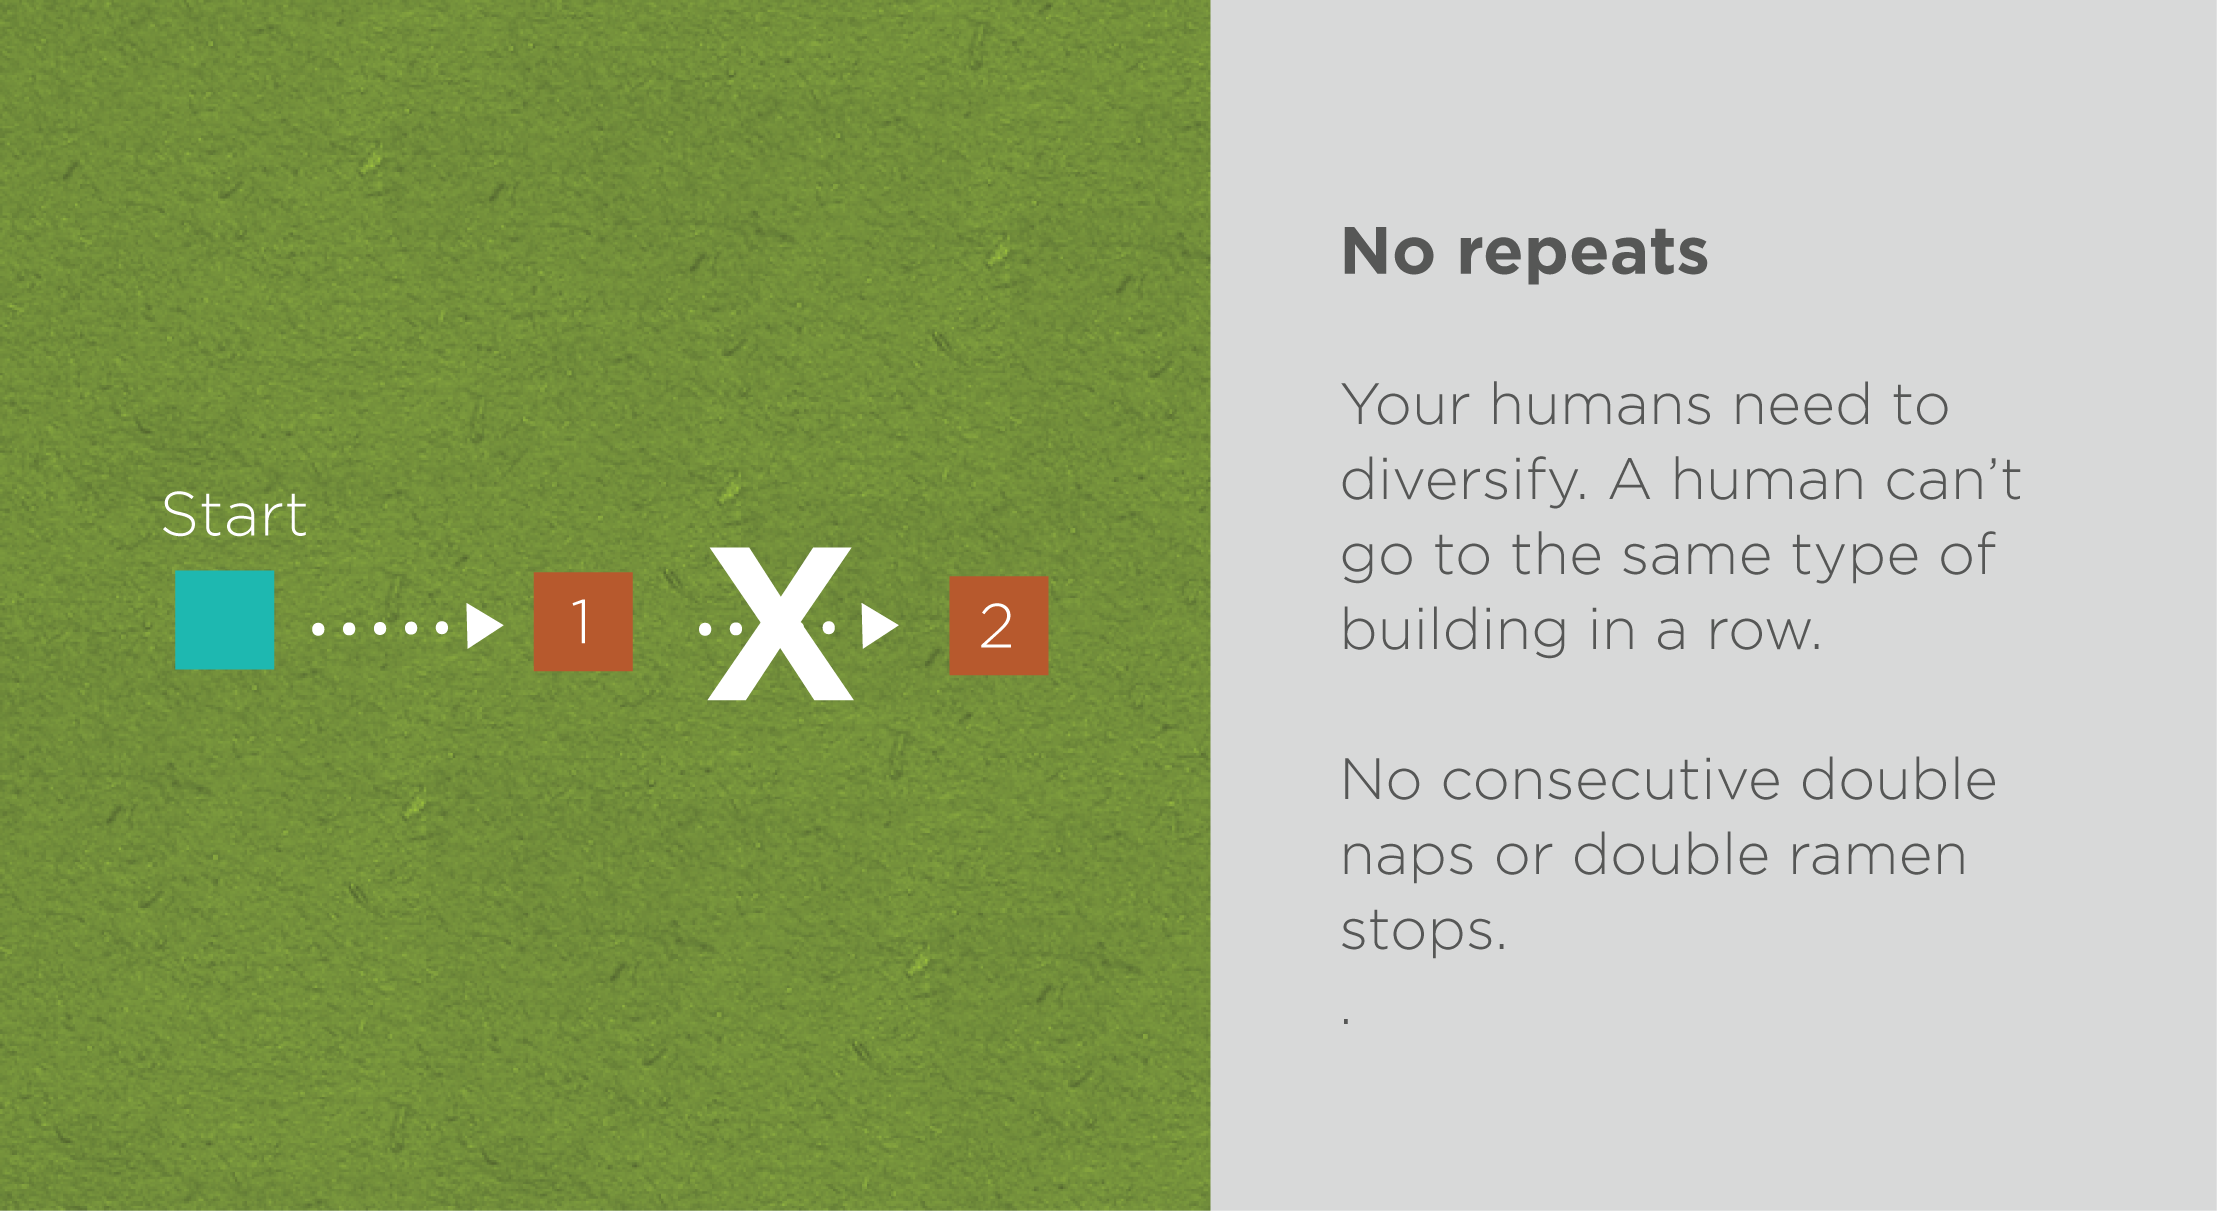 Start
1
X
2
No repeats
Your humans need to
diversify. A human can’t
go to the same type of
building in a row.
No consecutive double
naps or double ramen
stops.
.